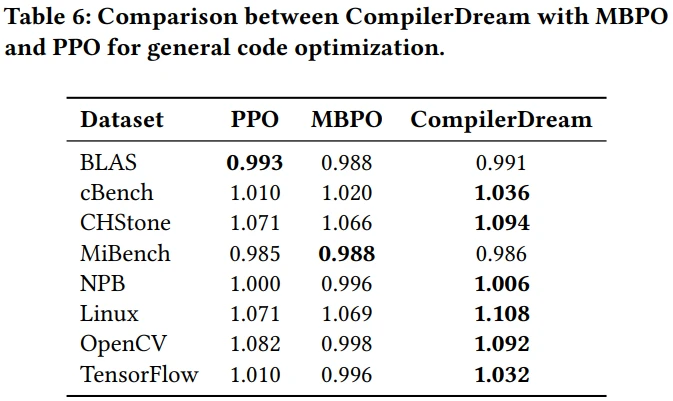 Table 6: Comparison between CompilerDream with MBPO
and PPO for general code optimization.
Dataset PPO MBPO CompilerDream
BLAS 0.993 0.988 0.991
cBench 1.010 1.020 1.036
CHStone 1.071 1.066 1.094
MiBench 0.985 0.988 0.986
NPB 1.000 0.996 1.006
Linux 1.071 1.069 1.108
OpenCV 1.082 0.998 1.092
TensorFlow 1.010 0.996 1.032